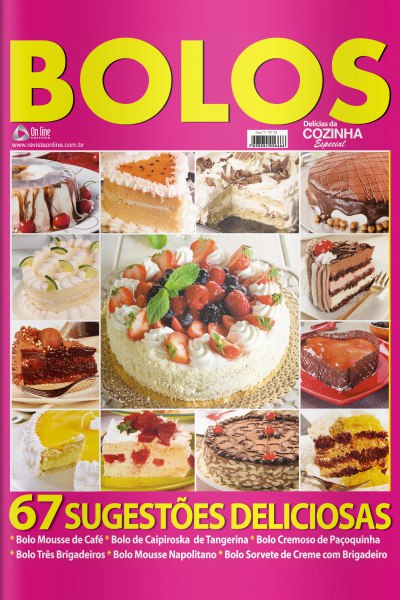 BOLOS
On line
EDITORA
www.revistaonline.com.br
Delícias da
COZINHA
Especial
67 SUGESTÕES DELICIOSAS
* Bolo Mousse de Café * Bolo de Caipiroska de Tangerina * Bolo Cremoso de Paçoquinha
* Bolo Três Brigadeiros * Bolo Mousse Napolitano * Bolo Sorvete de Creme com Brigadeiro